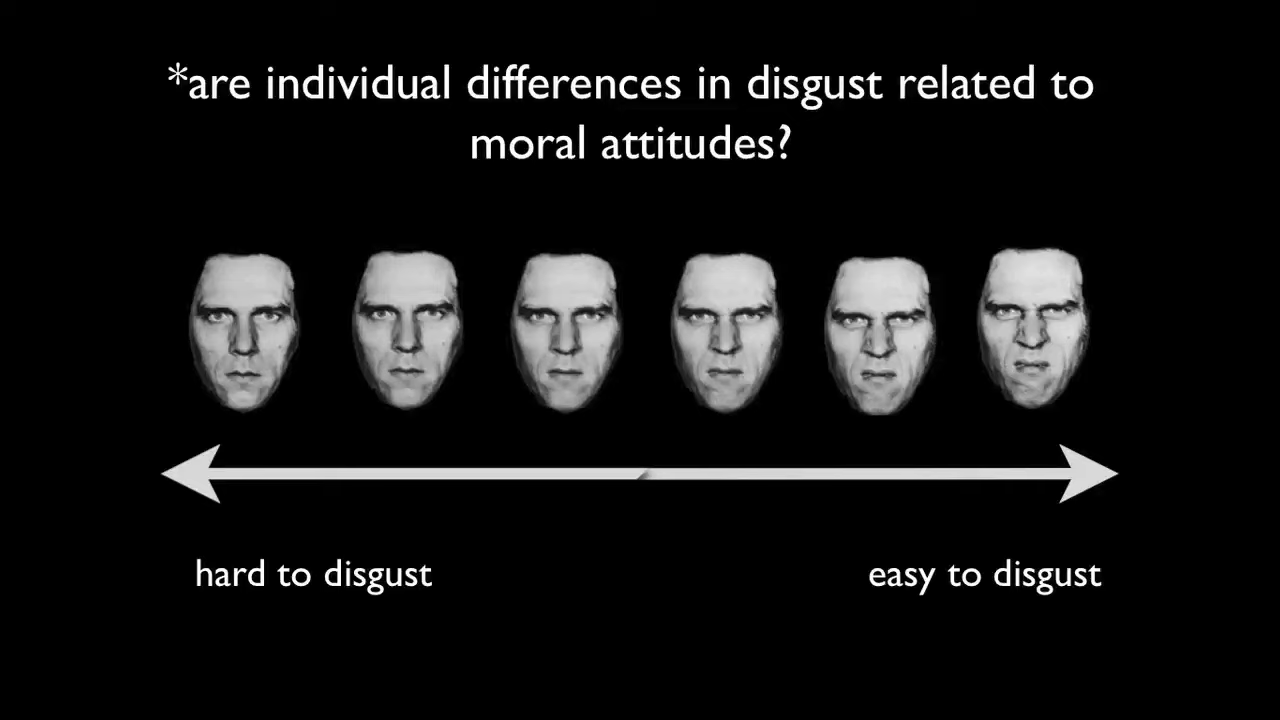 *are individual differences in disgust related to
moral attitudes?
hard to disgust
easy to disgust